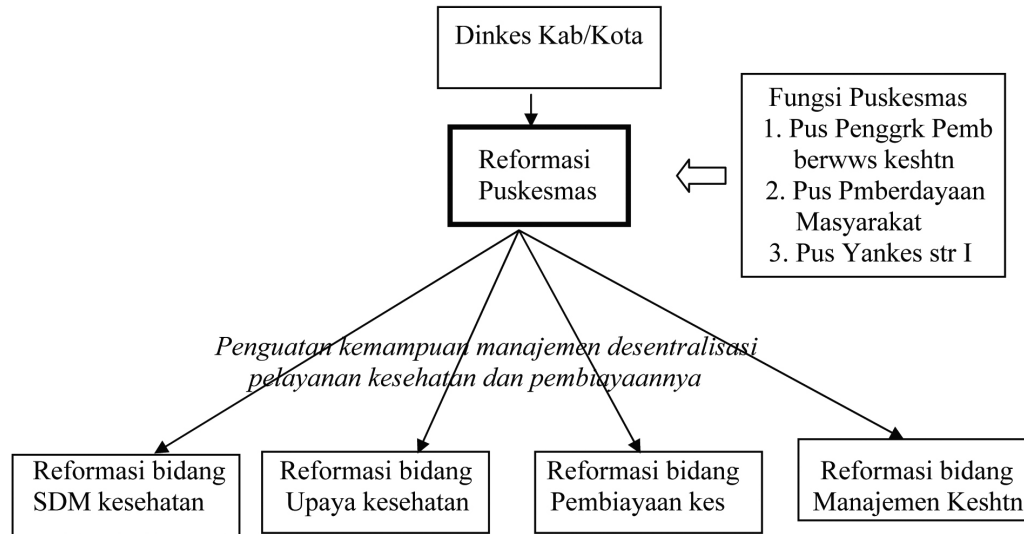 Dinkes Kab/Kota
Fungsi Puskesmas
1. Pus Penggrk Pemb
berwws keshtn
2. Pus Pmberdayaan
Masyarakat
3. Pus Yankes str I
Reformasi
Puskesmas
Penguatan kemampuan manajemen desentralisasi
pelayanan kesehatan dan pembiayaannya
Reformasi bidang
SDM kesehatan
Reformasi bidang
Upaya kesehatan
Reformasi bidang
Pembiayaan kes
Reformasi bidang
Manajemen Keshtn